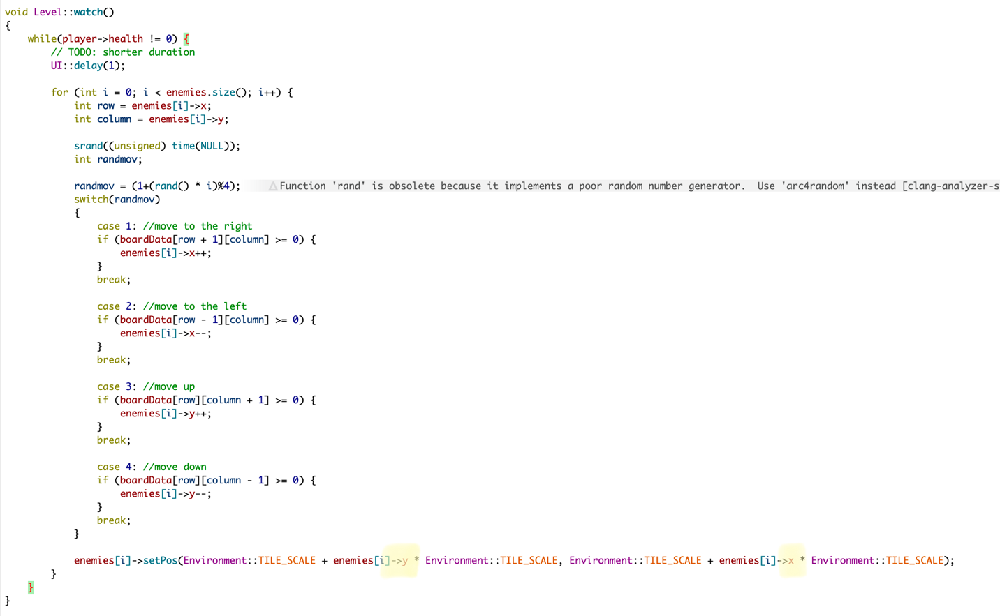 void Level::watch()
{
    while(player->health != 0) {
        // TODO: shorter duration
        UI::delay(1);

        for (int i = 0; i < enemies.size(); i++) {
            int row = enemies[i]->x;
            int column = enemies[i]->y;

            srand((unsigned) time(NULL));
            int randmov;

            randmov = (1+(rand() * i)%4);     △Function 'rand' is obsolete because it implements a poor random number generator.  Use 'arc4random' instead [clang-analyzer-s
            switch(randmov)
            {
                case 1: //move to the right
                if (boardData[row + 1][column] >= 0) {
                    enemies[i]->x++;
                }
                break;

                case 2: //move to the left
                if (boardData[row - 1][column] >= 0) {
                    enemies[i]->x--;
                }
                break;

                case 3: //move up
                if (boardData[row][column + 1] >= 0) {
                    enemies[i]->y++;
                }
                break;

                case 4: //move down
                if (boardData[row][column - 1] >= 0) {
                    enemies[i]->y--;
                }
                break;
            }

            enemies[i]->setPos(Environment::TILE_SCALE + enemies[i]->y * Environment::TILE_SCALE, Environment::TILE_SCALE + enemies[i]->x * Environment::TILE_SCALE);
        }
    }
}